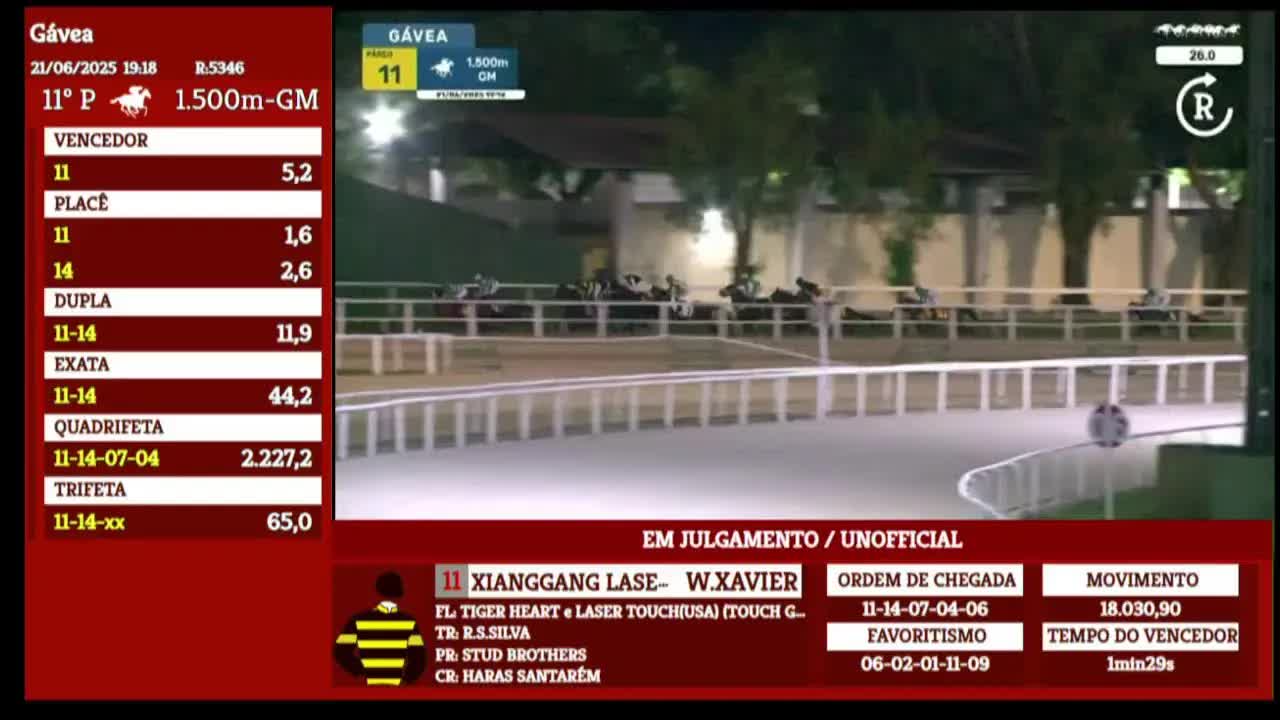 Gávea
21/06/2025 19:18 R:5346
11º P 1.500m-GM
VENCEDOR
11 5,2
PLACÊ
11 1,6
14 2,6
DUPLA
11-14 11,9
EXATA
11-14 44,2
QUADRIFETA
11-14-07-04 2.227,2
TRIFETA
11-14-xx 65,0
GÁVEA
PÁREO
11
1.500m
GM
26.0
R
EM JULGAMENTO / UNOFFICIAL
11 XIANGGANG LASE... W.XAVIER
FL: TIGER HEART e LASER TOUCH(USA) (TOUCH G...
TR: R.S.SILVA
PR: STUD BROTHERS
CR: HARAS SANTARÉM
ORDEM DE CHEGADA
11-14-07-04-06
FAVORITISMO
06-02-01-11-09
MOVIMENTO
18.030,90
TEMPO DO VENCEDOR
1min29s